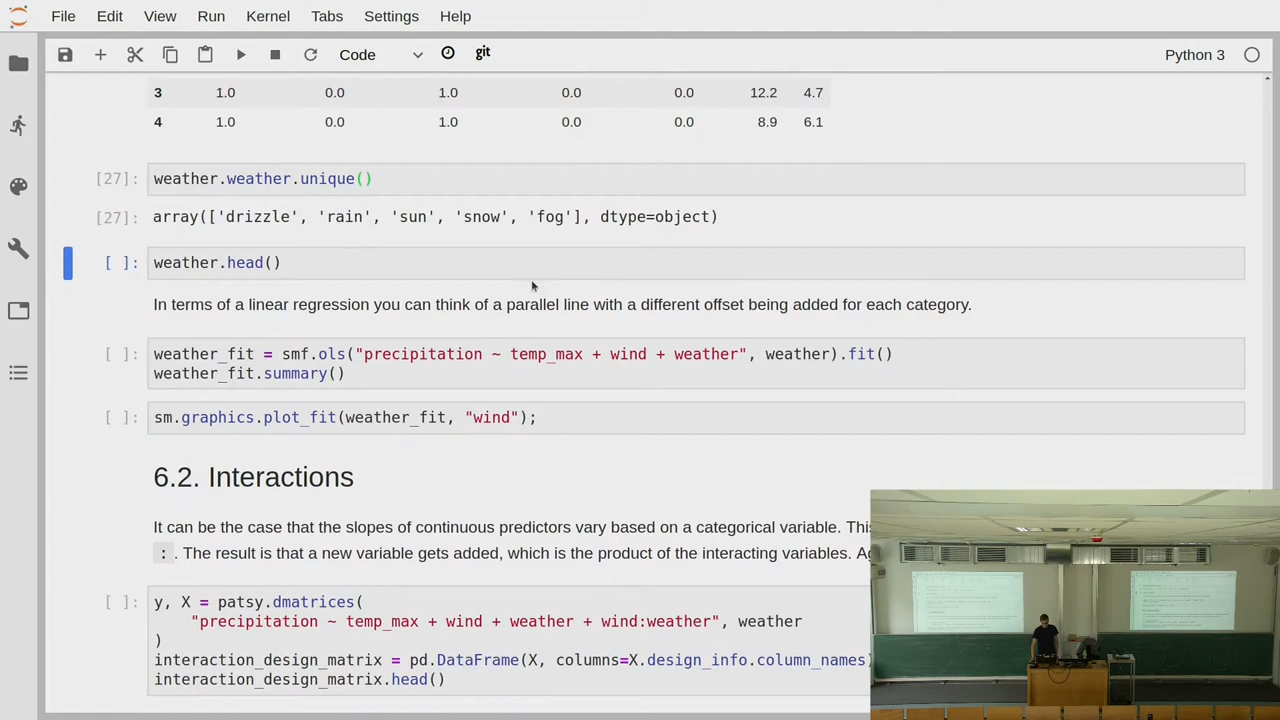 File Edit View Run Kernel Tabs Settings Help
Code git Python 3
3 1.0 0.0 1.0 0.0 0.0 12.2 4.7
4 1.0 0.0 1.0 0.0 0.0 8.9 6.1
[27]: weather.weather.unique()
[27]: array(['drizzle', 'rain', 'sun', 'snow', 'fog'], dtype=object)
[ ]: weather.head()
In terms of a linear regression you can think of a parallel line with a different offset being added for each category.
[ ]: weather_fit = smf.ols("precipitation ~ temp_max + wind + weather", weather).fit()
weather_fit.summary()
[ ]: sm.graphics.plot_fit(weather_fit, "wind");
6.2. Interactions
It can be the case that the slopes of continuous predictors vary based on a categorical variable. This
: . The result is that a new variable gets added, which is the product of the interacting variables.
[ ]: y, X = patsy.dmatrices(
"precipitation ~ temp_max + wind + weather + wind:weather", weather
)
interaction_design_matrix = pd.DataFrame(X, columns=X.design_info.column_names)
interaction_design_matrix.head()